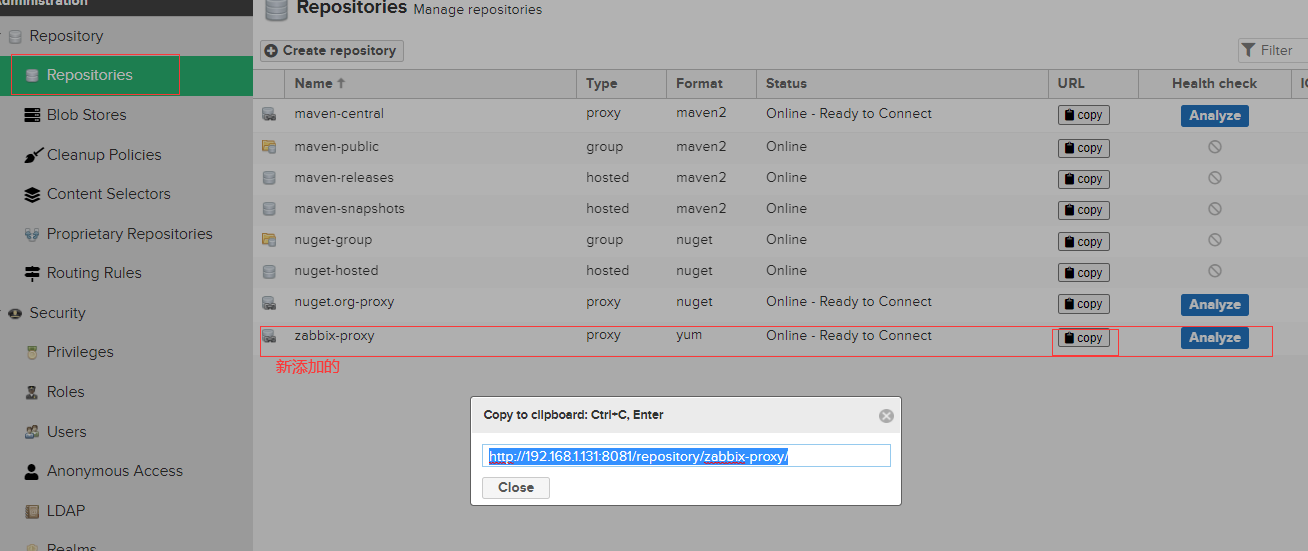 Administration
Repositories Manage repositories
Repository
Create repository
Filter
Repositories
Name Type Format Status URL Health check
Blob Stores
maven-central proxy maven2 Online - Ready to Connect copy Analyze
Cleanup Policies
maven-public group maven2 Online copy
Content Selectors
maven-releases hosted maven2 Online copy
maven-snapshots hosted maven2 Online copy
Proprietary Repositories
nuget-group group nuget Online copy
Routing Rules
nuget-hosted hosted nuget Online copy
nuget.org-proxy proxy nuget Online - Ready to Connect copy Analyze
Security
zabbix-proxy proxy yum Online - Ready to Connect copy Analyze
Privileges
新添加的
Roles
Copy to clipboard: Ctrl+C, Enter
Users
http://192.168.1.131:8081/repository/zabbix-proxy/
Anonymous Access
Close
LDAP
Realms